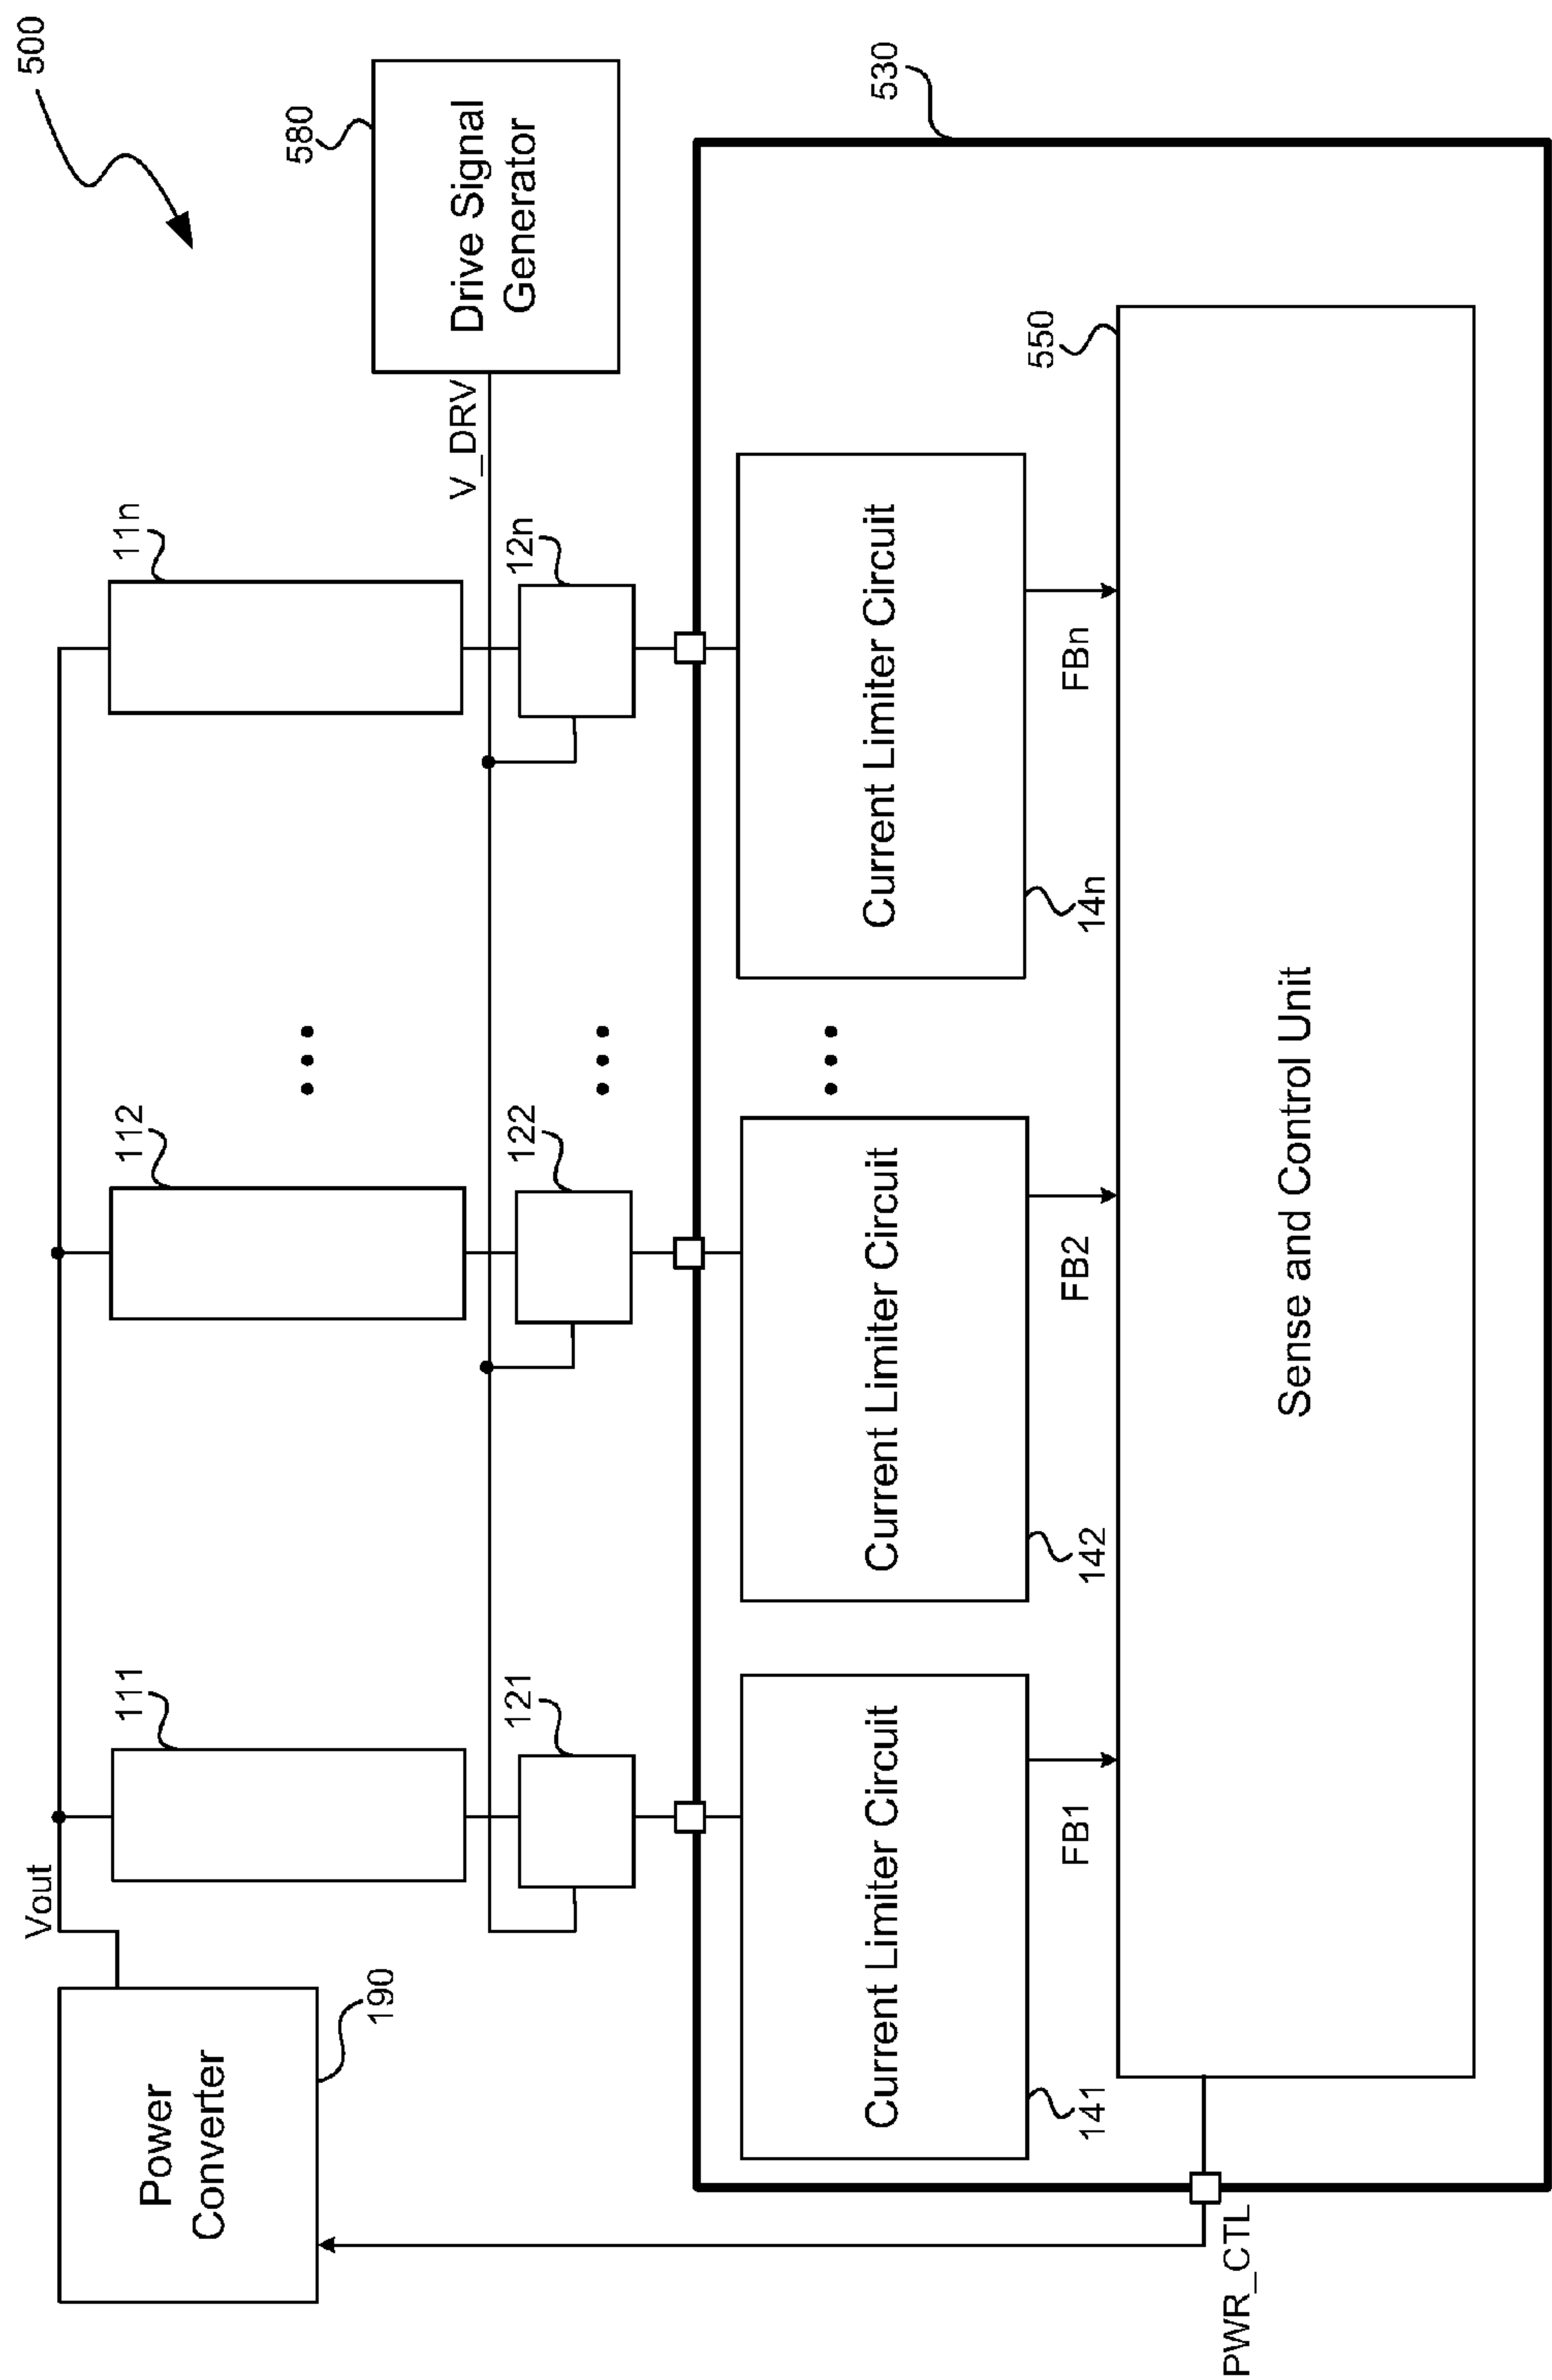 500
Vout
Power
Converter
190
111
112
11n
580
Drive Signal
Generator
V_DRV
121
122
12n
530
Current Limiter Circuit
Current Limiter Circuit
Current Limiter Circuit
141
142
14n
FB1
FB2
FBn
550
Sense and Control Unit
PWR_CTL